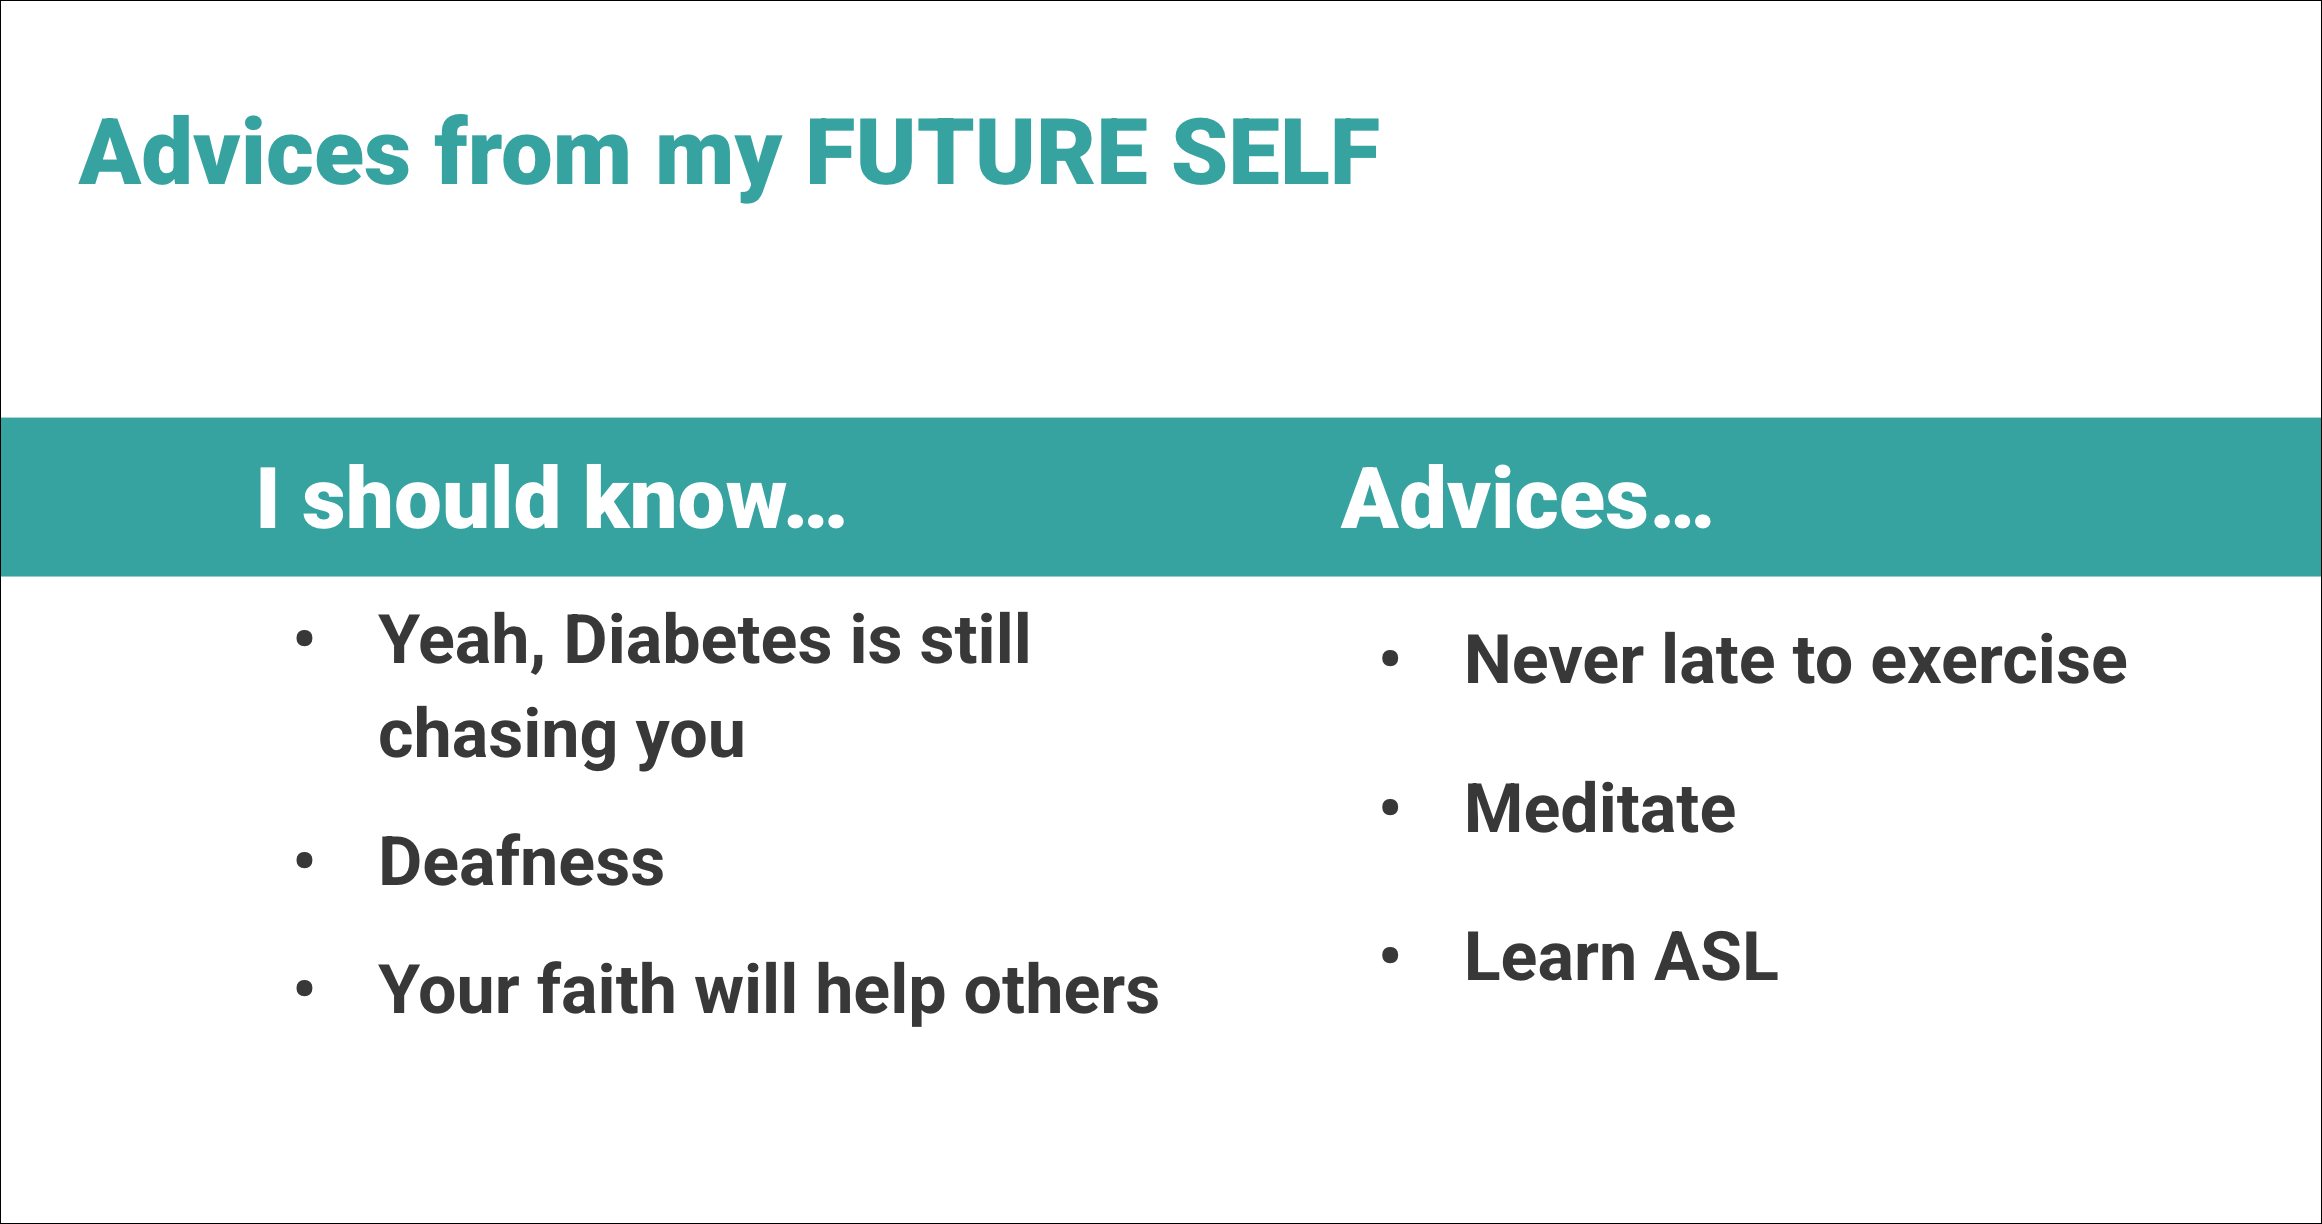 Advices from my FUTURE SELF
I should know...
Advices...
• Yeah, Diabetes is still
chasing you
• Deafness
• Your faith will help others
• Never late to exercise
• Meditate
• Learn ASL